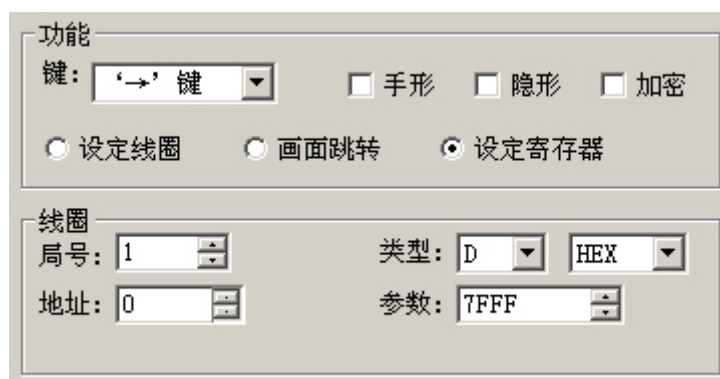 功能
键： ‘→’ 键 手形 隐形 加密
设定线圈 画面跳转 设定寄存器
线圈
局号： 1 类型： D HEX
地址： 0 参数： 7FFF